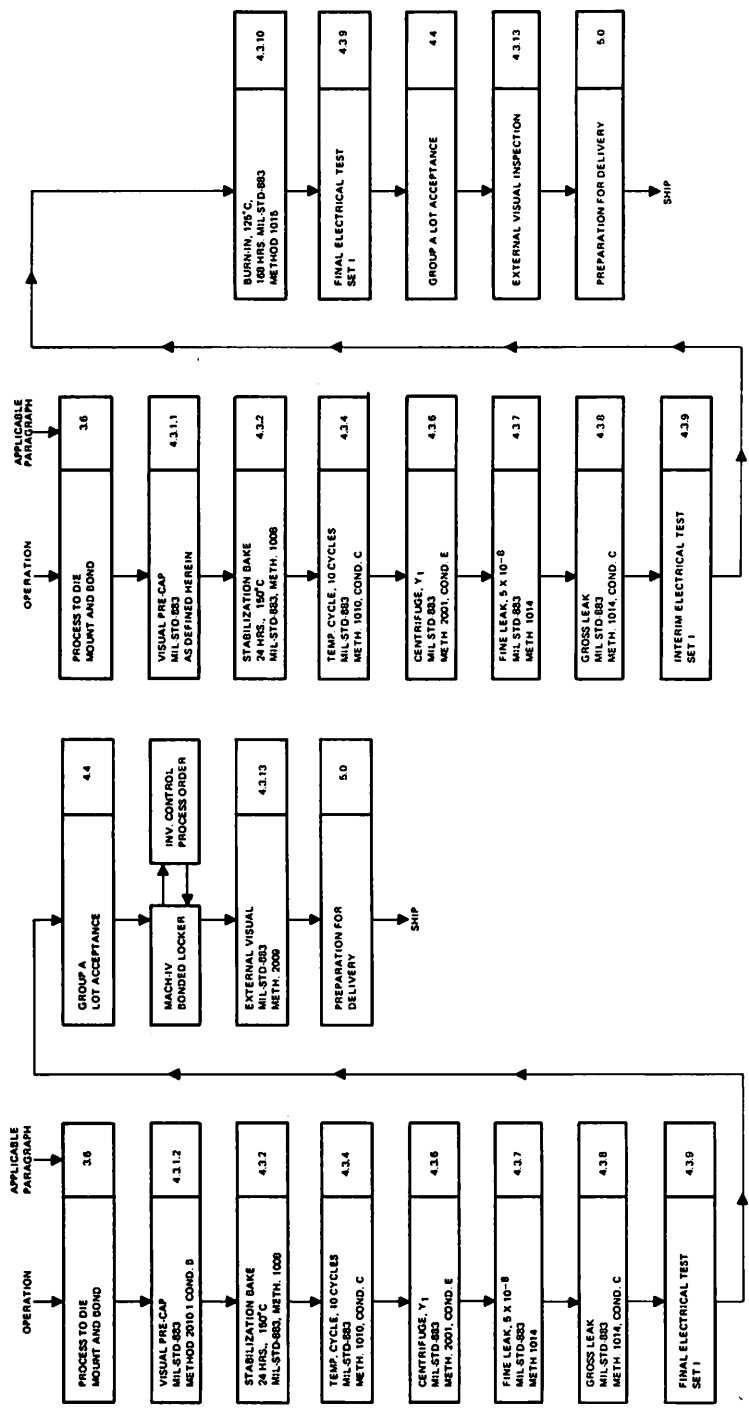 OPERATION
APPLICABLE
PARAGRAPH
PROCESS TO DIE
MOUNT AND BOND
3.6
VISUAL PRE-CAP
MIL-STD-883
METHOD 2010 1 COND. B
4.3.1.2
STABILIZATION BAKE
24 HRS., 150°C
MIL-STD-883, METH. 1008
4.3.2
TEMP. CYCLE, 10 CYCLES
MIL-STD-883
METH. 1010, COND. C
4.3.4
CENTRIFUGE, Y1
MIL-STD-883
METH. 2001, COND. E
4.3.6
FINE LEAK, 5 X 10-8
MIL-STD-883
METH 1014
4.3.7
GROSS LEAK
MIL-STD-883
METH. 1014, COND. C
4.3.8
FINAL ELECTRICAL TEST
SET I
4.3.9
GROUP A
LOT ACCEPTANCE
4.4
MACH-IV
BONDED LOCKER
INV. CONTROL
PROCESS ORDER
EXTERNAL VISUAL
MIL-STD-883
METH. 2009
4.3.13
PREPARATION FOR
DELIVERY
5.0
SHIP
OPERATION
APPLICABLE
PARAGRAPH
PROCESS TO DIE
MOUNT AND BOND
3.6
VISUAL PRE-CAP
MIL-STD-883
AS DEFINED HEREIN
4.3.1.1
STABILIZATION BAKE
24 HRS., 150°C
MIL-STD-883, METH. 1008
4.3.2
TEMP. CYCLE, 10 CYCLES
MIL-STD-883
METH. 1010, COND. C
4.3.4
CENTRIFUGE, Y1
MIL STD 883
METH. 2001, COND. E
4.3.6
FINE LEAK, 5 X 10-8
MIL STD-883
METH 1014
4.3.7
GROSS LEAK
MIL STD-883
METH. 1014, COND. C
4.3.8
INTERIM ELECTRICAL TEST
SET I
4.3.9
BURN-IN, 125°C,
168 HRS. MIL-STD-883
METHOD 1015
4.3.10
FINAL ELECTRICAL TEST
SET I
4.3.9
GROUP A LOT ACCEPTANCE
4.4
EXTERNAL VISUAL INSPECTION
4.3.13
PREPARATION FOR DELIVERY
5.0
SHIP